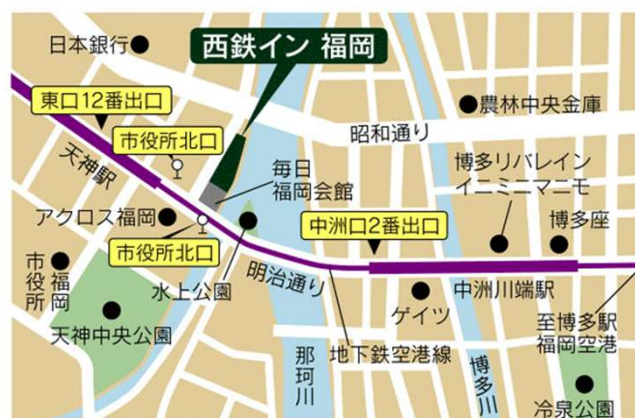 西鉄イン 福岡
日本銀行
東口12番出口
市役所北口
天神駅
毎日
福岡会館
昭和通り
農林中央金庫
博多リバレイン
イニミニマニモ
アクロス福岡
市役所北口
中洲口2番出口
博多座
福岡
市役所
水上公園
明治通り
中洲川端駅
天神中央公園
ゲイツ
地下鉄空港線
至博多駅
福岡空港
那珂川
博多川
冷泉公園